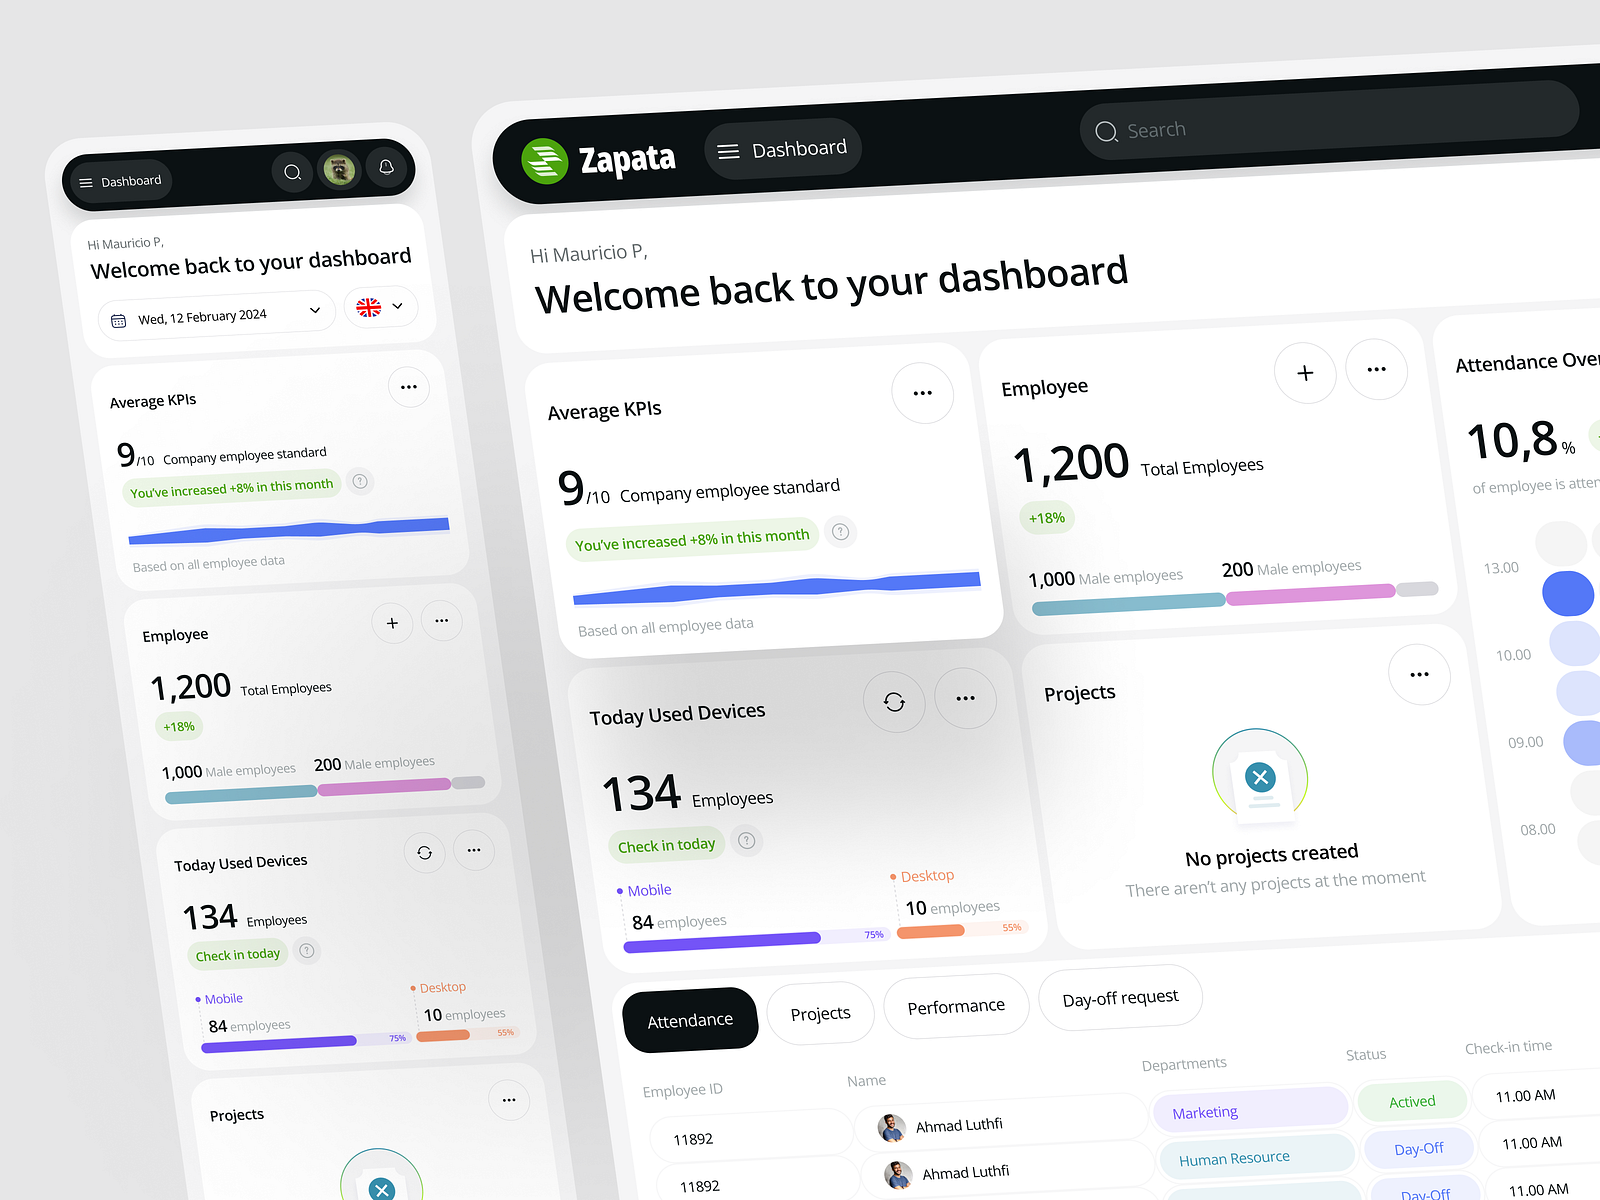 Dashboard
Hi Mauricio P,
Welcome back to your dashboard
Wed, 12 February 2024
Average KPIs
9/10 Company employee standard
You've increased +8% in this month
?
Based on all employee data
Employee
1,200 Total Employees
+18%
1,000 Male employees 200 Male employees
Today Used Devices
134 Employees
Check in today ?
Mobile Desktop
84 employees 10 employees
75% 55%
Projects
Zapata
Dashboard
Search
Hi Mauricio P,
Welcome back to your dashboard
Average KPIs
9/10 Company employee standard
You've increased +8% in this month
?
Based on all employee data
Employee
1,200 Total Employees
+18%
1,000 Male employees 200 Male employees
Attendance
10,8 %
of employee is
13.00
10.00
09.00
08.00
Today Used Devices
134 Employees
Check in today ?
Mobile Desktop
84 employees 10 employees
75% 55%
Projects
No projects created
There aren't any projects at the moment
Attendance Projects Performance Day-off request
Employee ID Name Departments Status Check-in time
11892 Ahmad Luthfi Marketing Actived 11.00 AM
11892 Ahmad Luthfi Human Resource Day-Off 11.00 AM
Day-Off 11.00 AM